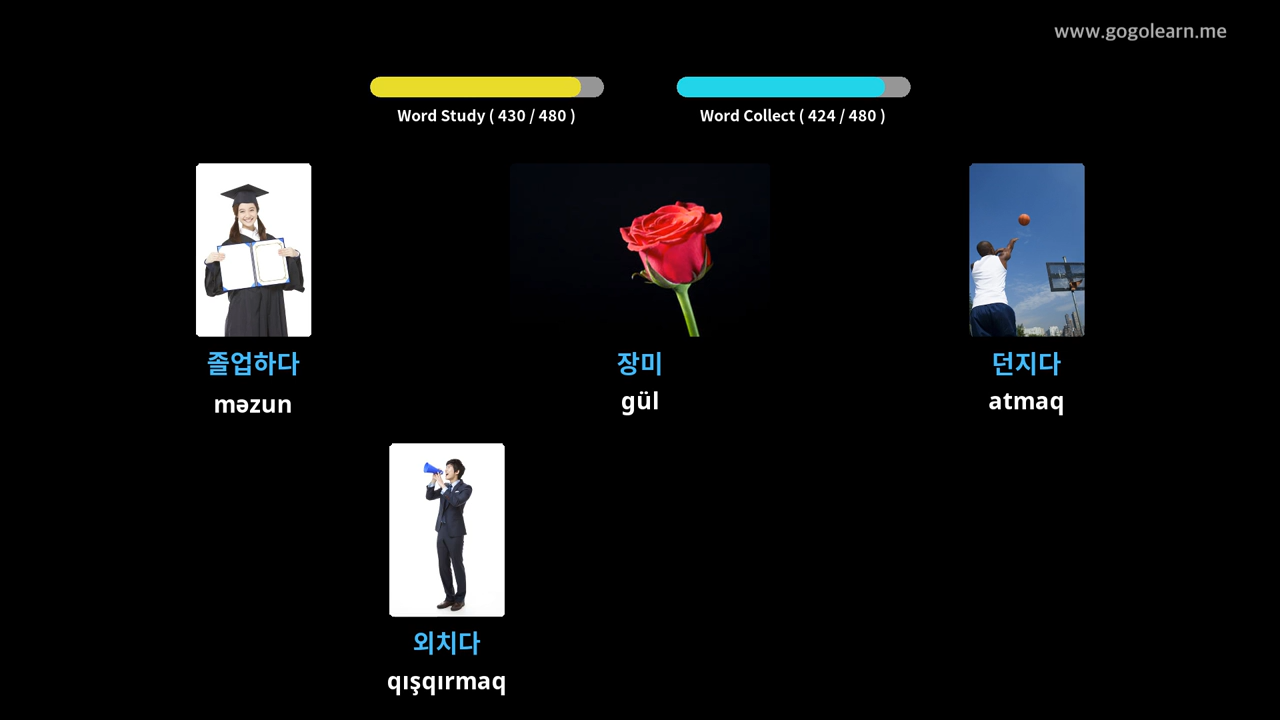 www.gogolearn.me
Word Study ( 430 / 480 )
Word Collect ( 424 / 480 )
졸업하다
məzun
장미
gül
던지다
atmaq
외치다
qışqırmaq